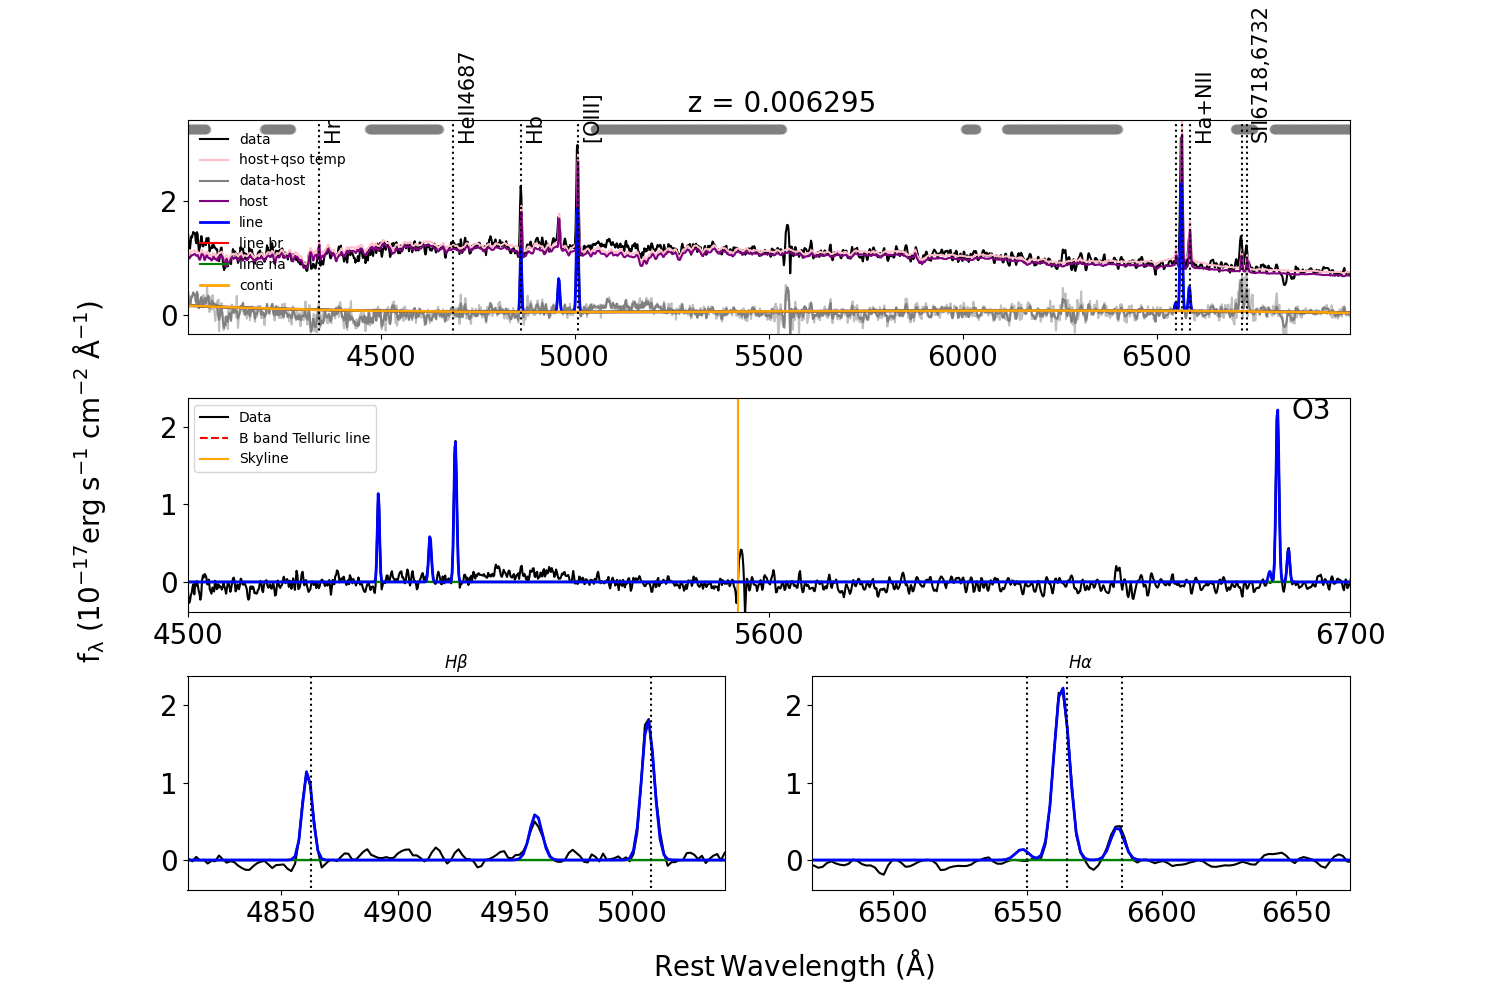 z = 0.006295
Hr
HeII4687
Hb
[OIII]
Ha+NII
SII6718,6732
data
host+qso temp
data-host
host
line
line br
line na
conti
2
0
4500 5000 5500 6000 6500
fλ (10⁻¹⁷erg s⁻¹ cm⁻² Å⁻¹)
Data
B band Telluric line
Skyline
O3
2
1
0
4500 5600 6700
Hβ
2
1
0
4850 4900 4950 5000
Hα
2
1
0
6500 6550 6600 6650
Rest Wavelength (Å)